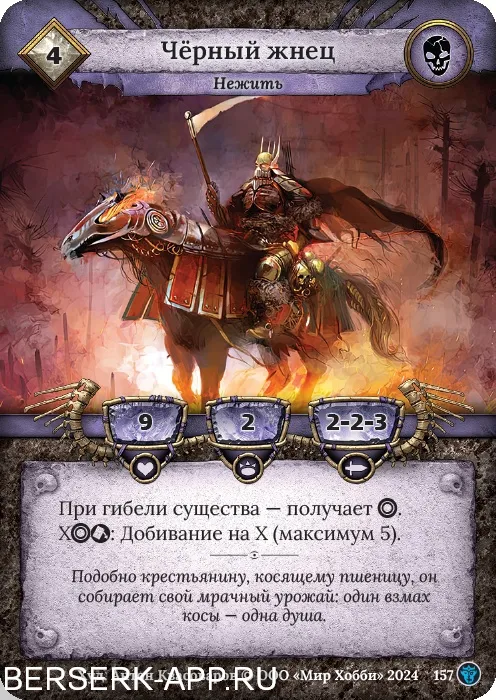 4
Чёрный жнец
Нежить
9
2
2-2-3
При гибели существа — получает .
X: Добивание на X (максимум 5).
Подобно крестьянину, косящему пшеницу, он
собирает свой мрачный урожай: один взмах
косы — одна душа.
© ООО «Мир Хобби» 2024 157
BERSERK-APP.RU